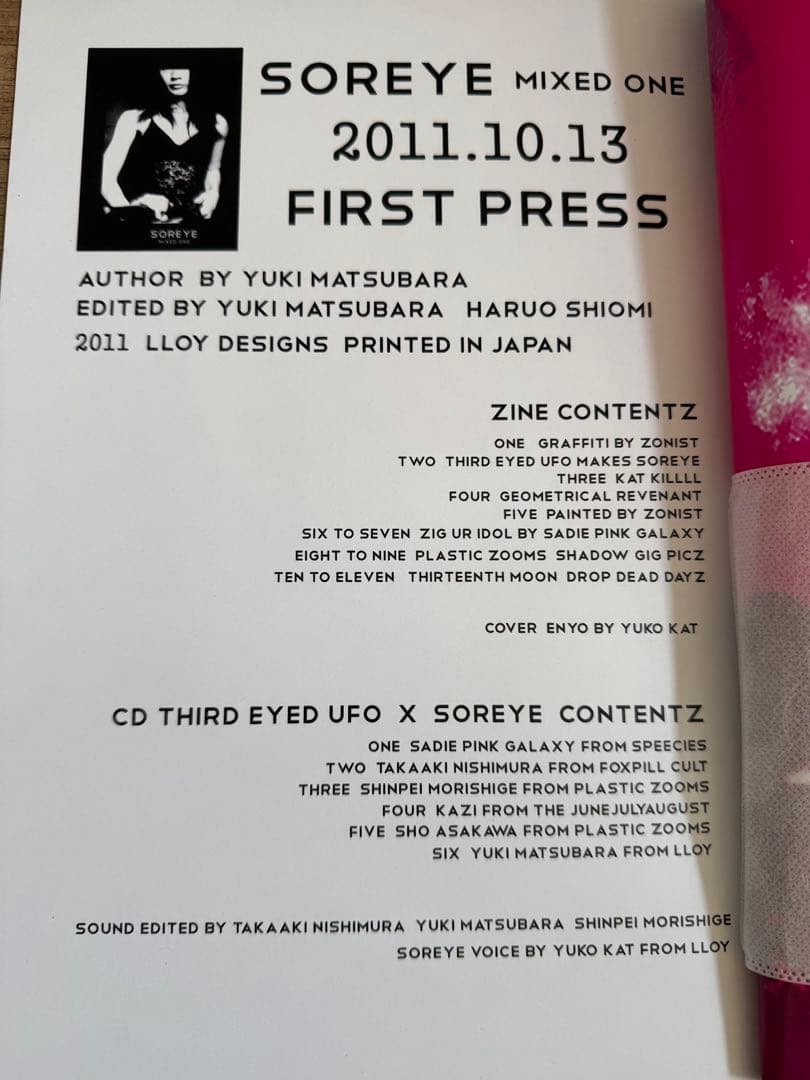 SOREYE MIXED ONE
2011.10.13
FIRST PRESS
SOREYE
MIXED ONE
AUTHOR BY YUKI MATSUBARA
EDITED BY YUKI MATSUBARA HARUO SHIOMI
2011 LLOY DESIGNS PRINTED IN JAPAN
ZINE CONTENTZ
ONE GRAFFITI BY ZONIST
TWO THIRD EYED UFO MAKES SOREYE
THREE KAT KILLLL
FOUR GEOMETRICAL REVENANT
FIVE PAINTED BY ZONIST
SIX TO SEVEN ZIG UR IDOL BY SADIE PINK GALAXY
EIGHT TO NINE PLASTIC ZOOMS SHADOW GIG PICZ
TEN TO ELEVEN THIRTEENTH MOON DROP DEAD DAYZ
COVER ENYO BY YUKO KAT
CD THIRD EYED UFO X SOREYE CONTENTZ
ONE SADIE PINK GALAXY FROM SPEECIES
TWO TAKAAKI NISHIMURA FROM FOXPILL CULT
THREE SHINPEI MORISHIGE FROM PLASTIC ZOOMS
FOUR KAZI FROM THE JUNEJULYAUGUST
FIVE SHO ASAKAWA FROM PLASTIC ZOOMS
SIX YUKI MATSUBARA FROM LLOY
SOUND EDITED BY TAKAAKI NISHIMURA YUKI MATSUBARA SHINPEI MORISHIGE
SOREYE VOICE BY YUKO KAT FROM LLOY